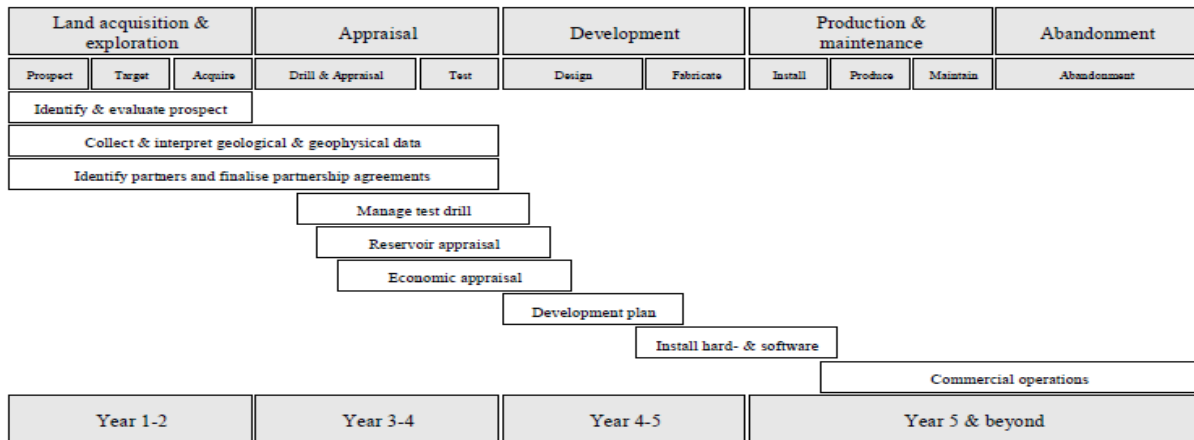 Land acquisition &
exploration
Appraisal
Development
Production &
maintenance
Abandonment
Prospect
Target
Acquire
Drill & Appraisal
Test
Design
Fabricate
Install
Produce
Maintain
Abandonment
Identify & evaluate prospect
Collect & interpret geological & geophysical data
Identify partners and finalise partnership agreements
Manage test drill
Reservoir appraisal
Economic appraisal
Development plan
Install hard- & software
Commercial operations
Year 1-2
Year 3-4
Year 4-5
Year 5 & beyond